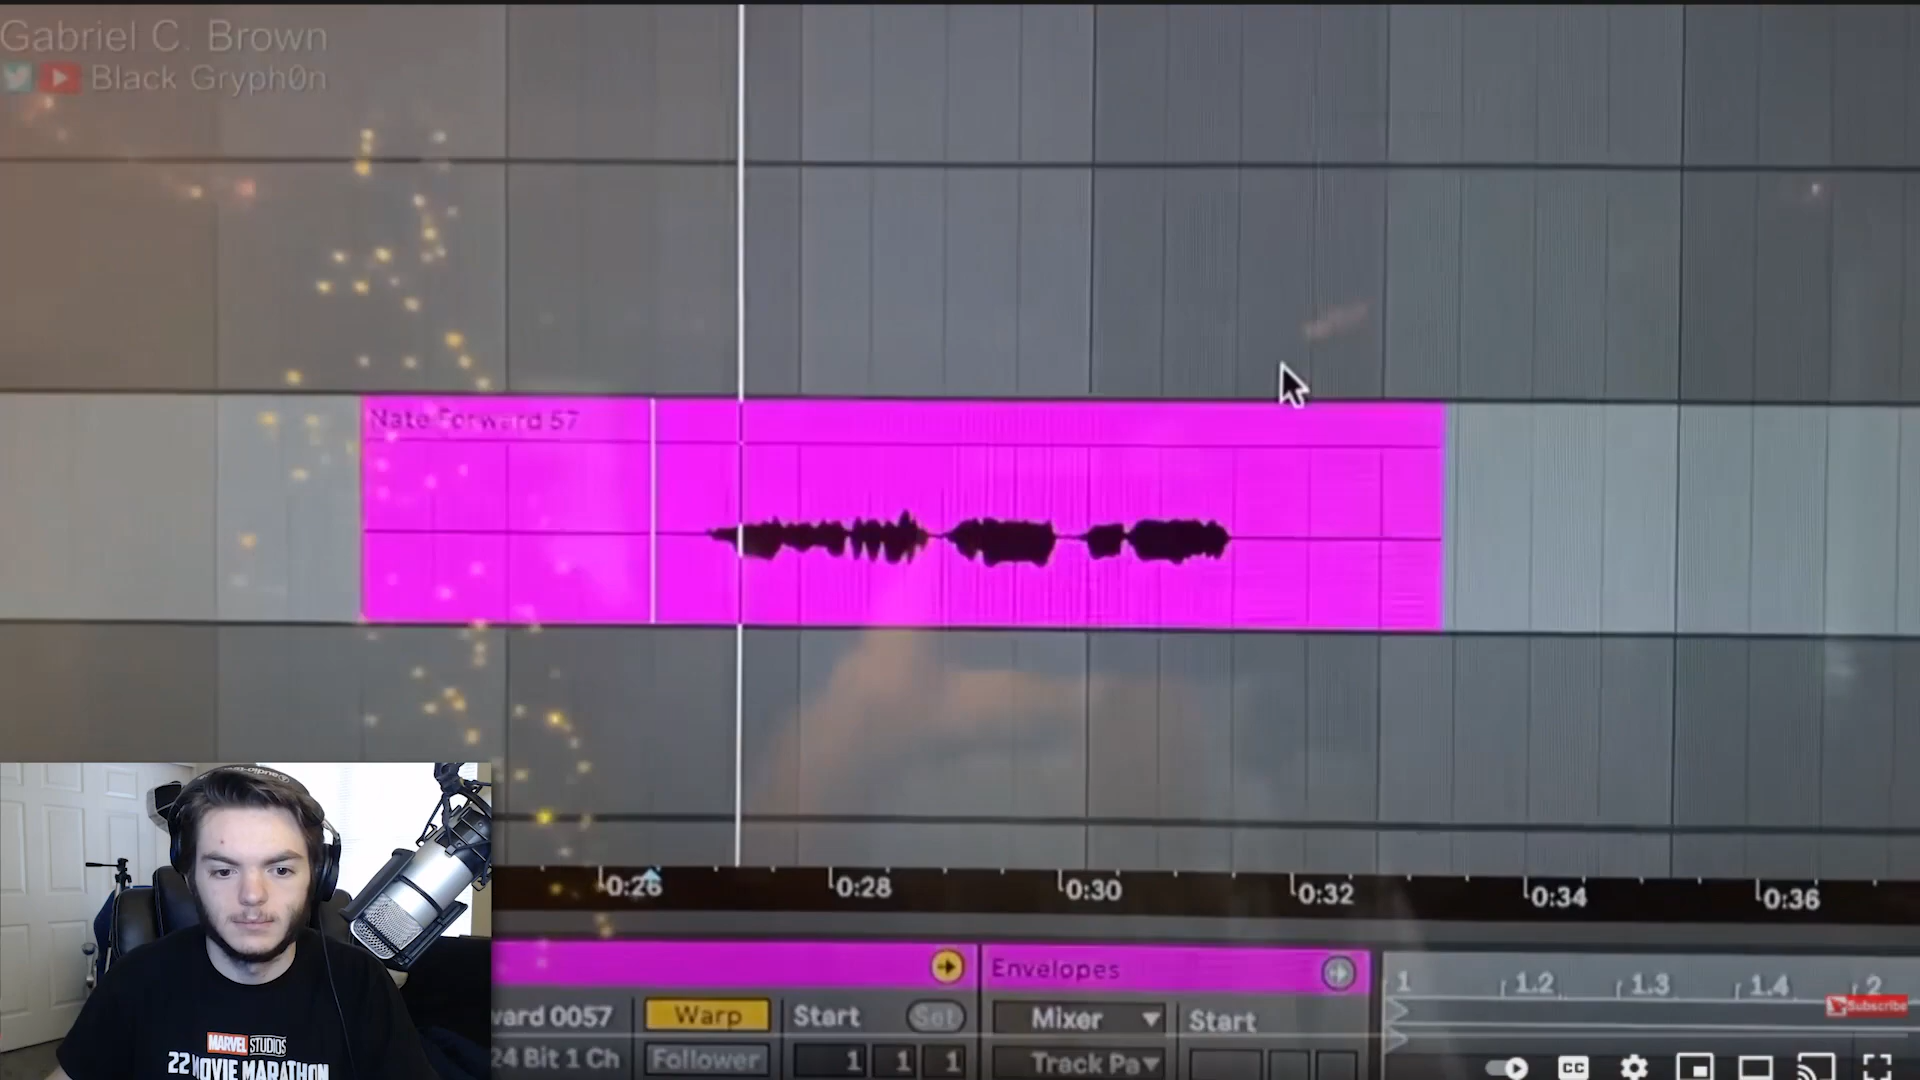 Gabriel C. Brown
Black Gryph0n
Nate Forward 57
0:26
0:28
0:30
0:32
0:34
0:36
Envelopes
1
1.2
1.3
1.4
2
Subscribe
ward 0057
Warp
Start
Set
Mixer
Start
24 Bit 1 Ch
Follower
1
1
1
Track Pa
CC
audio-tech
MARVEL STUDIOS
22 MOVIE MARATHON